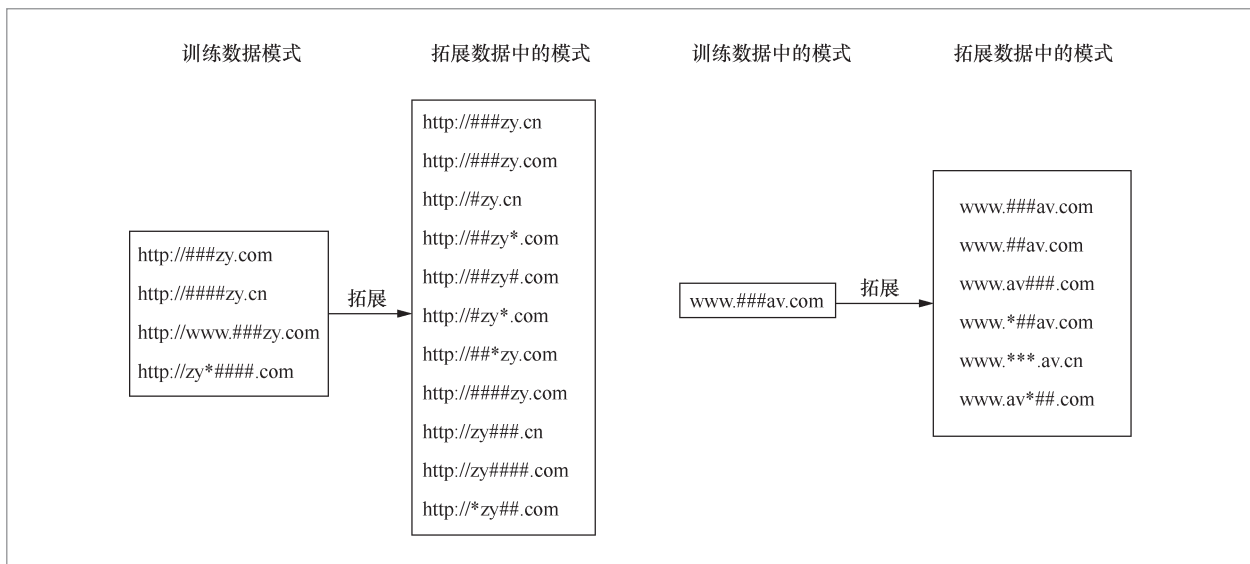 训练数据模式
拓展数据中的模式
训练数据中的模式
拓展数据中的模式
http://###zy.com
http://####zy.cn
http://www.###zy.com
http://zy*####.com
拓展
http://###zy.cn
http://###zy.com
http://#zy.cn
http://##zy*.com
http://##zy#.com
http://#zy*.com
http://##*zy.com
http://####zy.com
http://zy###.cn
http://zy####.com
http://*zy##.com
www.###av.com
拓展
www.###av.com
www.##av.com
www.av###.com
www.*##av.com
www.***.av.cn
www.av*##.com